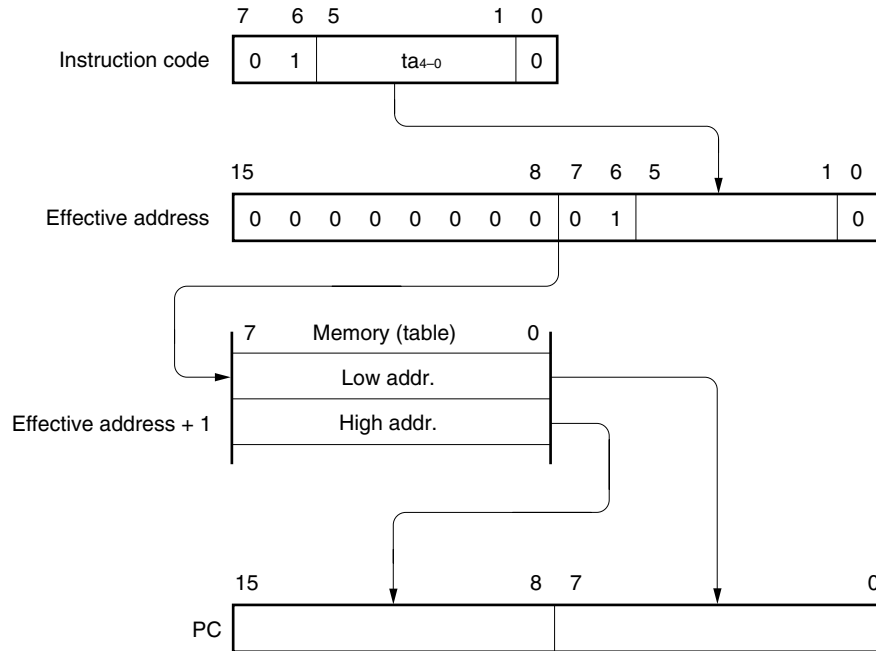 7 6 5 1 0
Instruction code 0 1 ta4–0 0
15 8 7 6 5 1 0
Effective address 0 0 0 0 0 0 0 0 0 1 0
7 Memory (table) 0
Low addr.
Effective address + 1 High addr.
15 8 7 0
PC